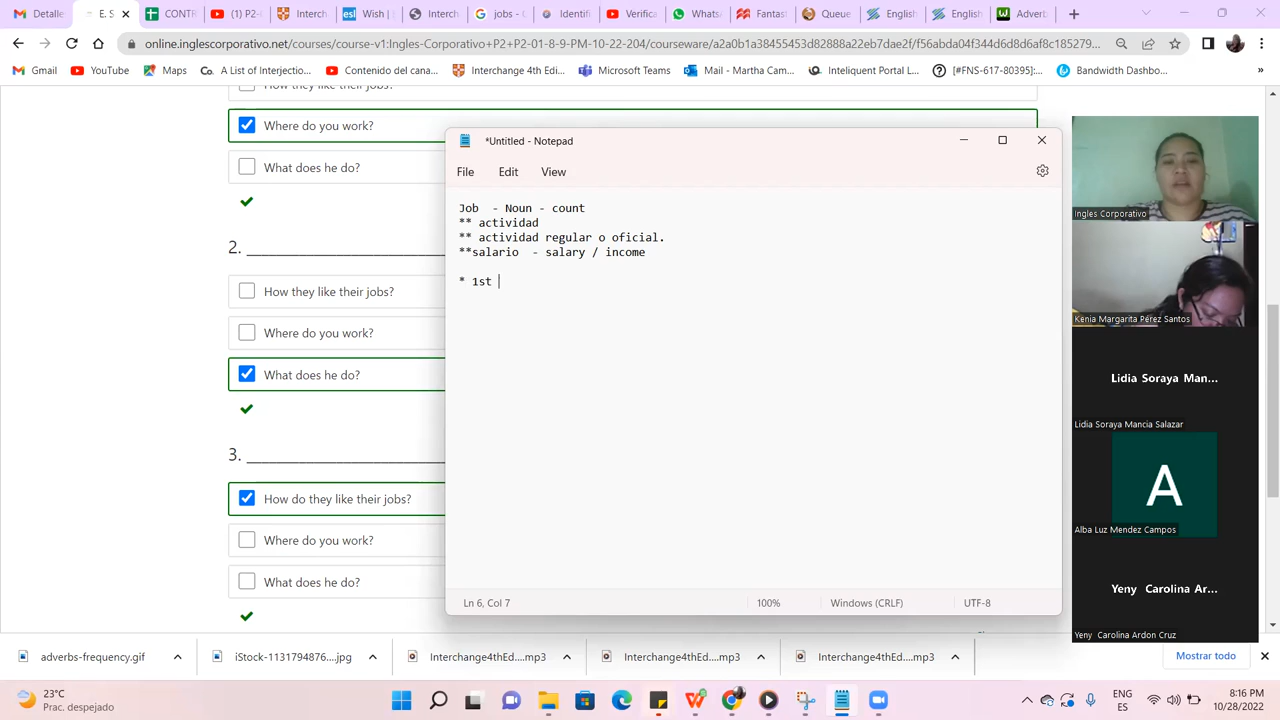 Detalle
E. S
CONTR
(1) P2-
Interch
esl Wir
Interch
jobs -
Identi
Verifica
WhatsA
Fantast
Quen
English
English
Advert
online.inglescorporativo.net/courses/course-v1:Ingles-Corporativo+P2+P2-10-8-9-PM-10-22-204/courseware/a2a0b1a38455453d82888a22eb7dae2f/f56abda04f344d6d8d6af8c185279...
Gmail
YouTube
Maps
A List of Interjectio...
Contenido del cana...
Interchange 4th Edi...
Microsoft Teams
Mail - Martha Cam...
Inteliquent Portal L...
[#FNS-617-80395]:...
Bandwidth Dashbo...
»
How they like their jobs?
Where do you work?
What does he do?
2.
How they like their jobs?
Where do you work?
What does he do?
3.
How do they like their jobs?
Where do you work?
What does he do?
*Untitled - Notepad
File Edit View
Job - Noun - count
** actividad
** actividad regular o oficial.
**salario - salary / income
* 1st
Ln 6, Col 7
100%
Windows (CRLF)
UTF-8
Ingles Corporativo
Kenia Margarita Pérez Santos
Lidia Soraya Man...
Lidia Soraya Mancia Salazar
A
Alba Luz Mendez Campos
Yeny Carolina Ar...
Yeny Carolina Ardon Cruz
adverbs-frequency.gif
iStock-1131794876....jpg
Interchange4thEd....mp3
Interchange4thEd....mp3
Interchange4thEd....mp3
Mostrar todo
23°C
Prac. despejado
ENG
ES
8:16 PM
10/28/2022